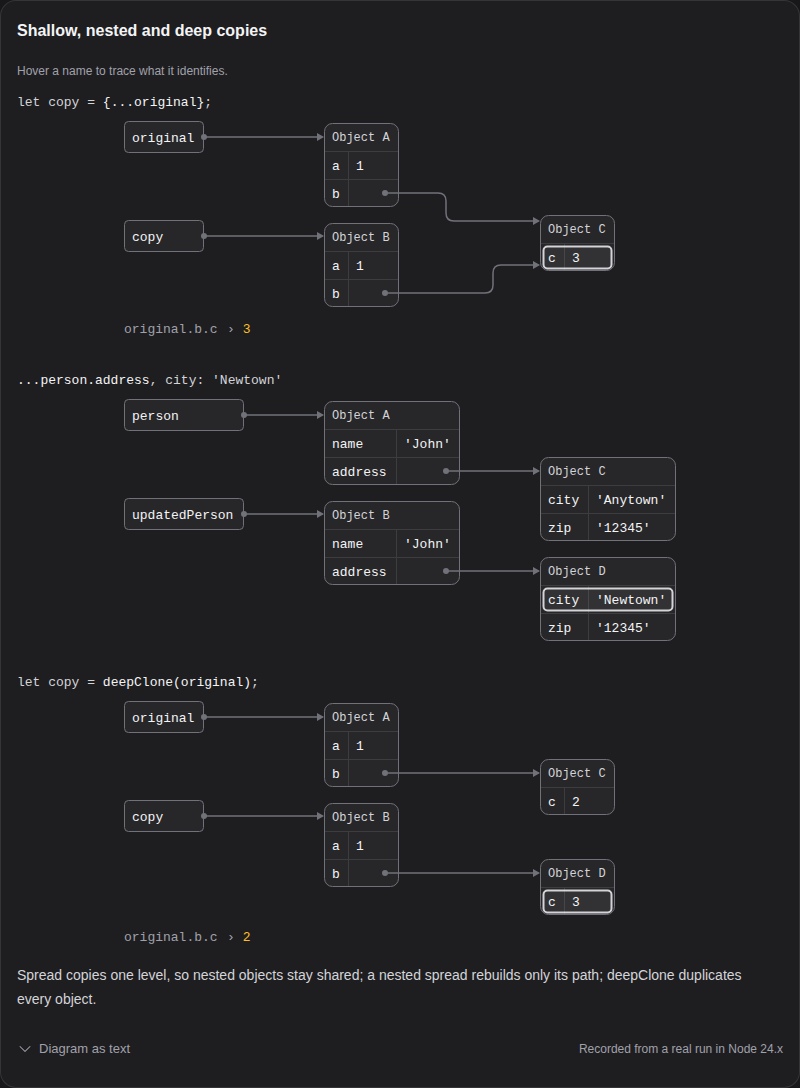 Shallow, nested and deep copies
Hover a name to trace what it identifies.
let copy = {...original};
original
Object A
a 1
b
copy
Object B
a 1
b
Object C
c 3
original.b.c › 3
...person.address, city: 'Newtown'
person
Object A
name 'John'
address
updatedPerson
Object B
name 'John'
address
Object C
city 'Anytown'
zip '12345'
Object D
city 'Newtown'
zip '12345'
let copy = deepClone(original);
original
Object A
a 1
b
copy
Object B
a 1
b
Object C
c 2
Object D
c 3
original.b.c › 2
Spread copies one level, so nested objects stay shared; a nested spread rebuilds only its path; deepClone duplicates
every object.
Diagram as text
Recorded from a real run in Node 24.x